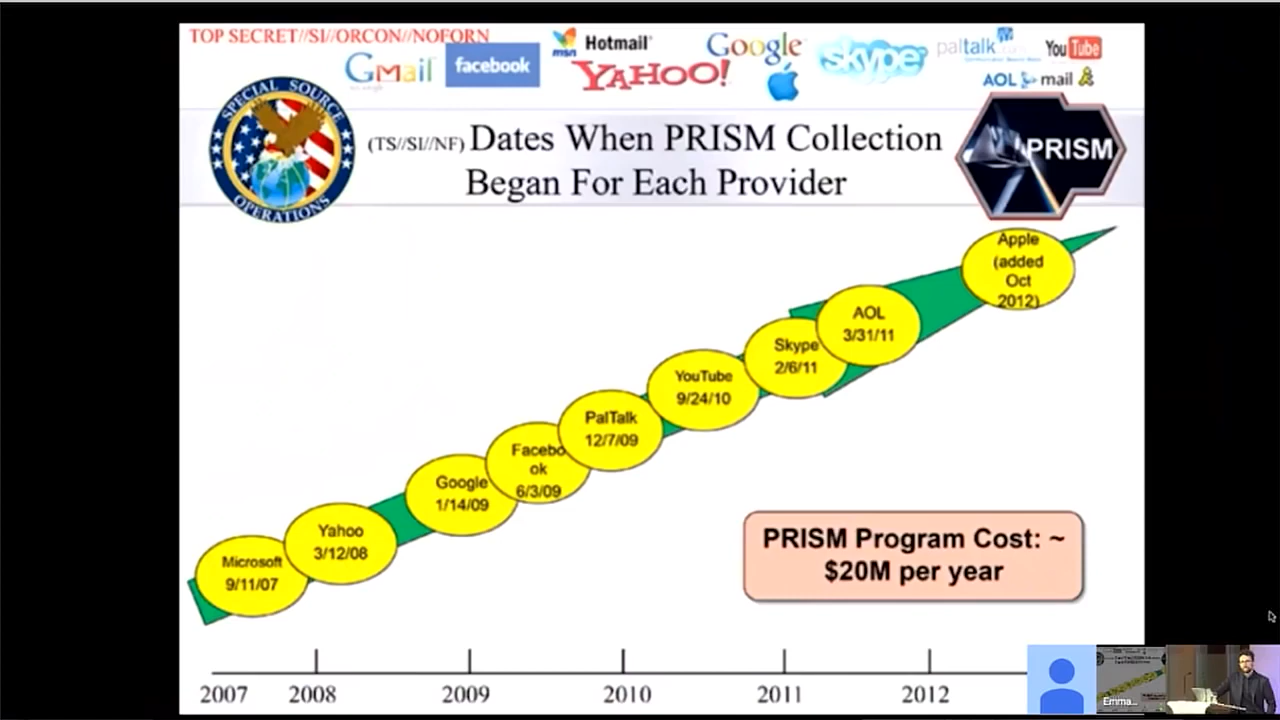 TOP SECRET//SI//ORCON//NOFORN
GMail
facebook
msn Hotmail
YAHOO!
Google
skype
paltalk
YouTube
AOL mail
SPECIAL SOURCE
OPERATIONS
(TS//SI//NF) Dates When PRISM Collection
Began For Each Provider
PRISM
Apple
(added
Oct
2012)
AOL
3/31/11
Skype
2/6/11
YouTube
9/24/10
PalTalk
12/7/09
Facebo
ok
6/3/09
Google
1/14/09
Yahoo
3/12/08
Microsoft
9/11/07
PRISM Program Cost: ~
$20M per year
2007 2008 2009 2010 2011 2012
Emma...